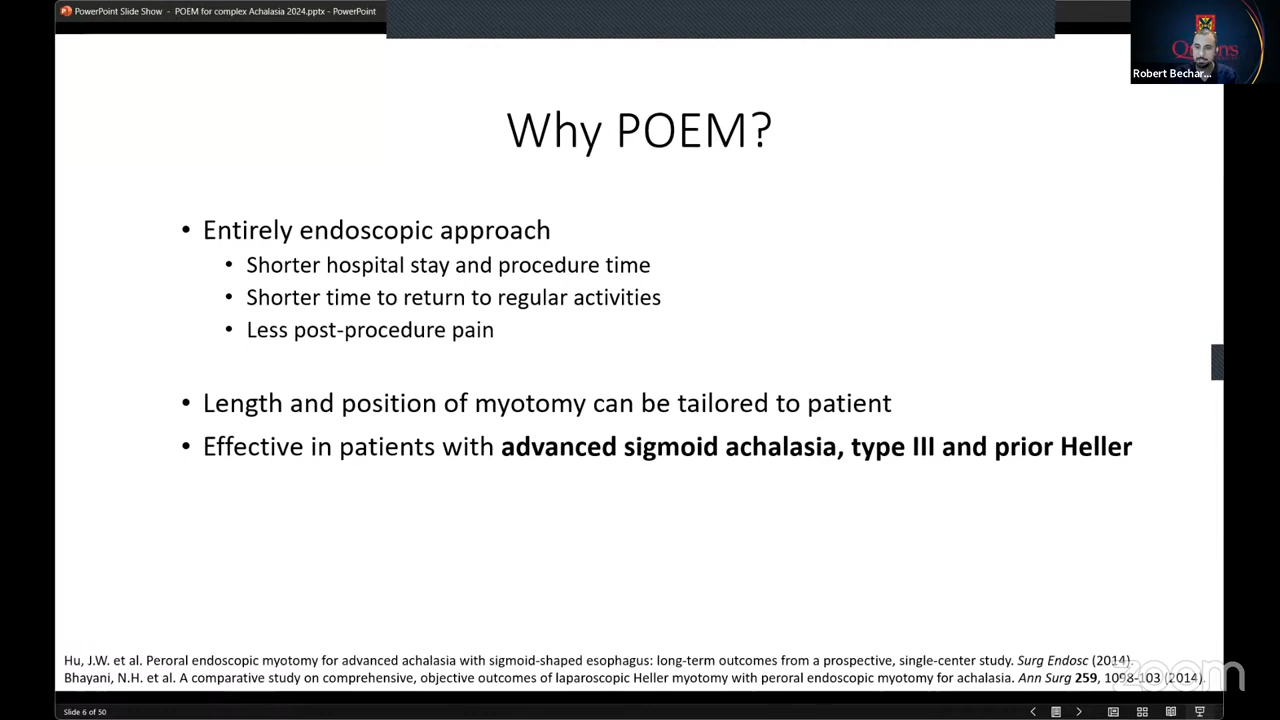 PowerPoint Slide Show - POEM for complex Achalasia 2024.pptx - PowerPoint
Queens
Robert Bechar...
Why POEM?
• Entirely endoscopic approach
• Shorter hospital stay and procedure time
• Shorter time to return to regular activities
• Less post-procedure pain
• Length and position of myotomy can be tailored to patient
• Effective in patients with advanced sigmoid achalasia, type III and prior Heller
Hu, J.W. et al. Peroral endoscopic myotomy for advanced achalasia with sigmoid-shaped esophagus: long-term outcomes from a prospective, single-center study. Surg Endosc (2014).
Bhayani, N.H. et al. A comparative study on comprehensive, objective outcomes of laparoscopic Heller myotomy with peroral endoscopic myotomy for achalasia. Ann Surg 259, 1098-103 (2014).
zoom
Slide 6 of 50